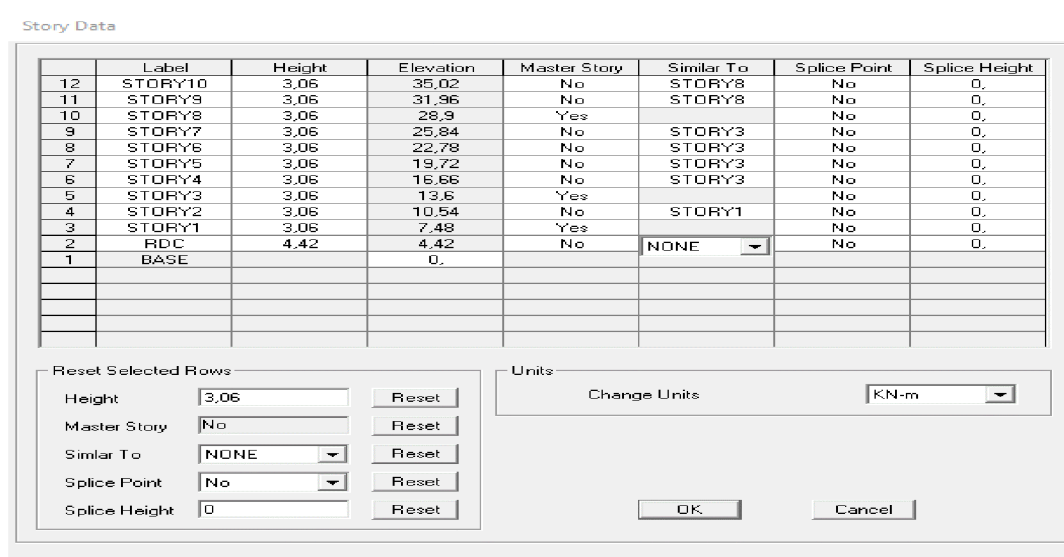 Story Data
Label Height Elevation Master Story Similar To Splice Point Splice Height
12 STORY10 3,06 35,02 No STORY8 No 0,
11 STORY9 3,06 31,96 No STORY8 No 0,
10 STORY8 3,06 28,9 Yes No 0,
9 STORY7 3,06 25,84 No STORY3 No 0,
8 STORY6 3,06 22,78 No STORY3 No 0,
7 STORY5 3,06 19,72 No STORY3 No 0,
6 STORY4 3,06 16,66 No STORY3 No 0,
5 STORY3 3,06 13,6 Yes No 0,
4 STORY2 3,06 10,54 No STORY1 No 0,
3 STORY1 3,06 7,48 Yes No 0,
2 RDC 4,42 4,42 No NONE No 0,
1 BASE 0,
Reset Selected Rows
Height 3,06 Reset
Master Story No Reset
Simlar To NONE Reset
Splice Point No Reset
Splice Height 0 Reset
Units
Change Units KN-m
OK Cancel